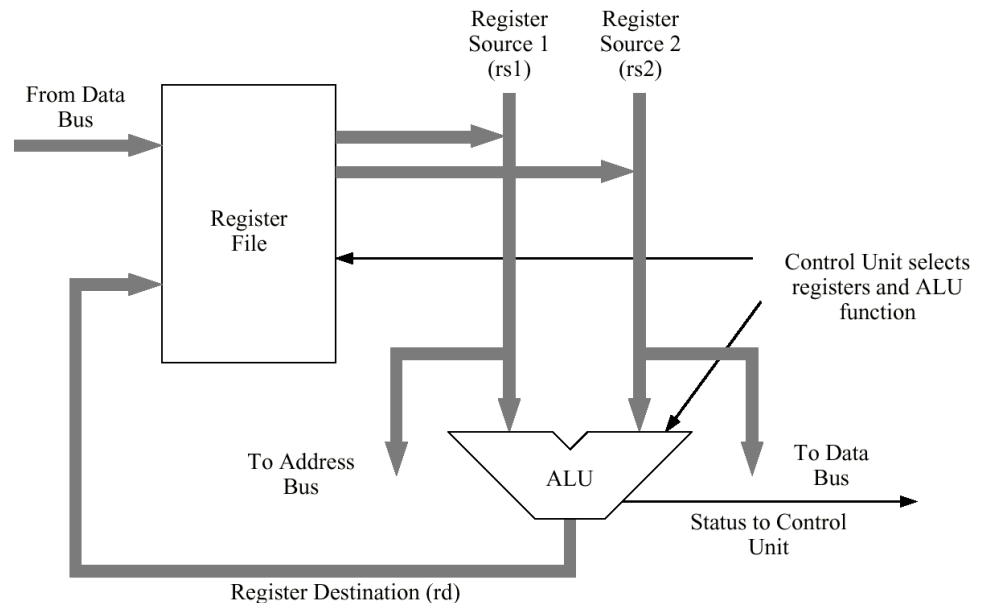 Register
Source 1
(rs1)
Register
Source 2
(rs2)
From Data
Bus
Register
File
Control Unit selects
registers and ALU
function
To Address
Bus
ALU
To Data
Bus
Status to Control
Unit
Register Destination (rd)